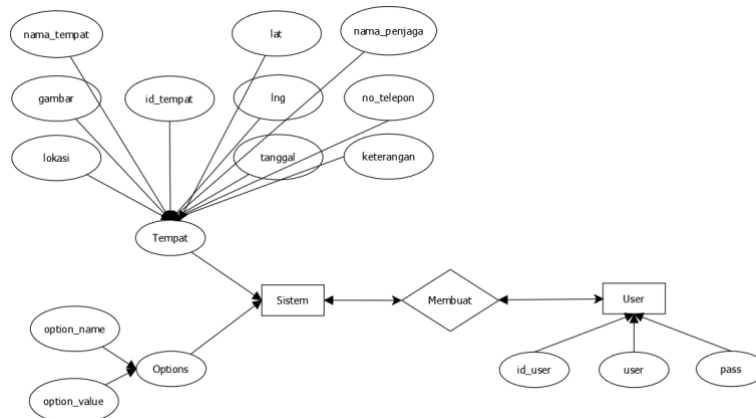 nama_tempat
lat
nama_penjaga
gambar
id_tempat
lng
no_telepon
lokasi
tanggal
keterangan
Tempat
Sistem
Membuat
User
option_name
Options
option_value
id_user
user
pass